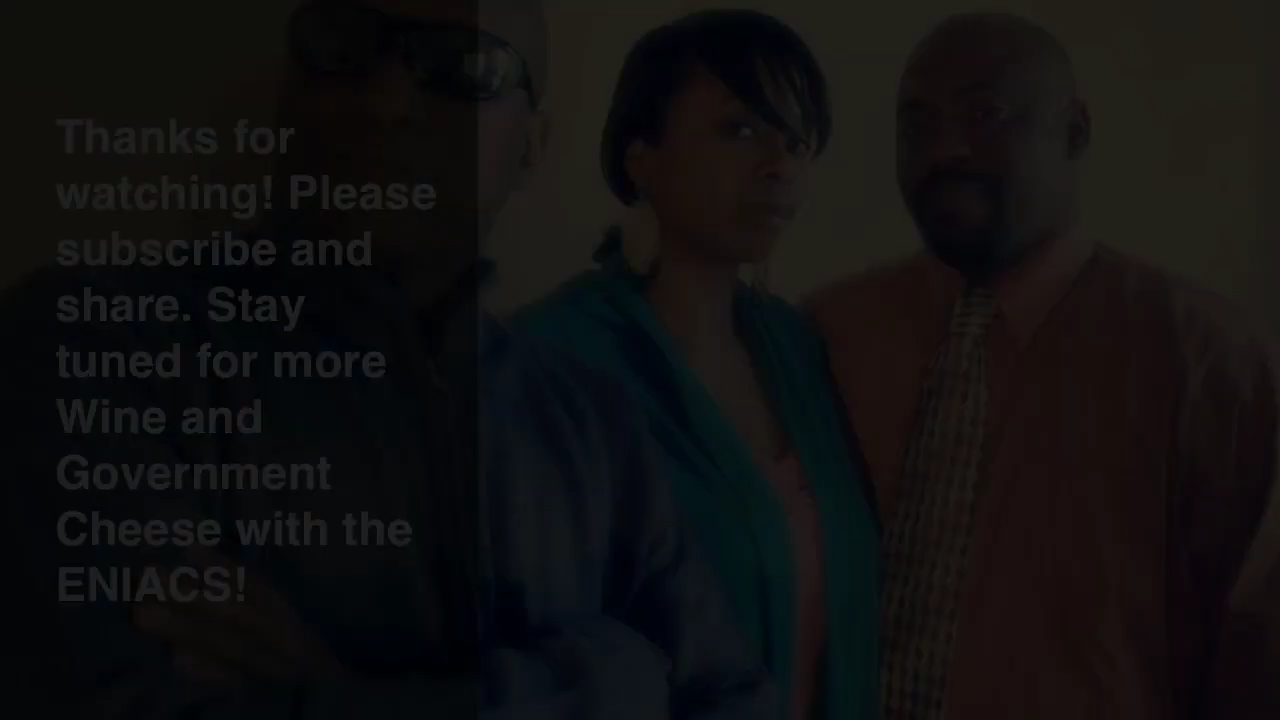 Thanks for
watching! Please
subscribe and
share. Stay
tuned for more
Wine and
Government
Cheese with the
ENIACS!